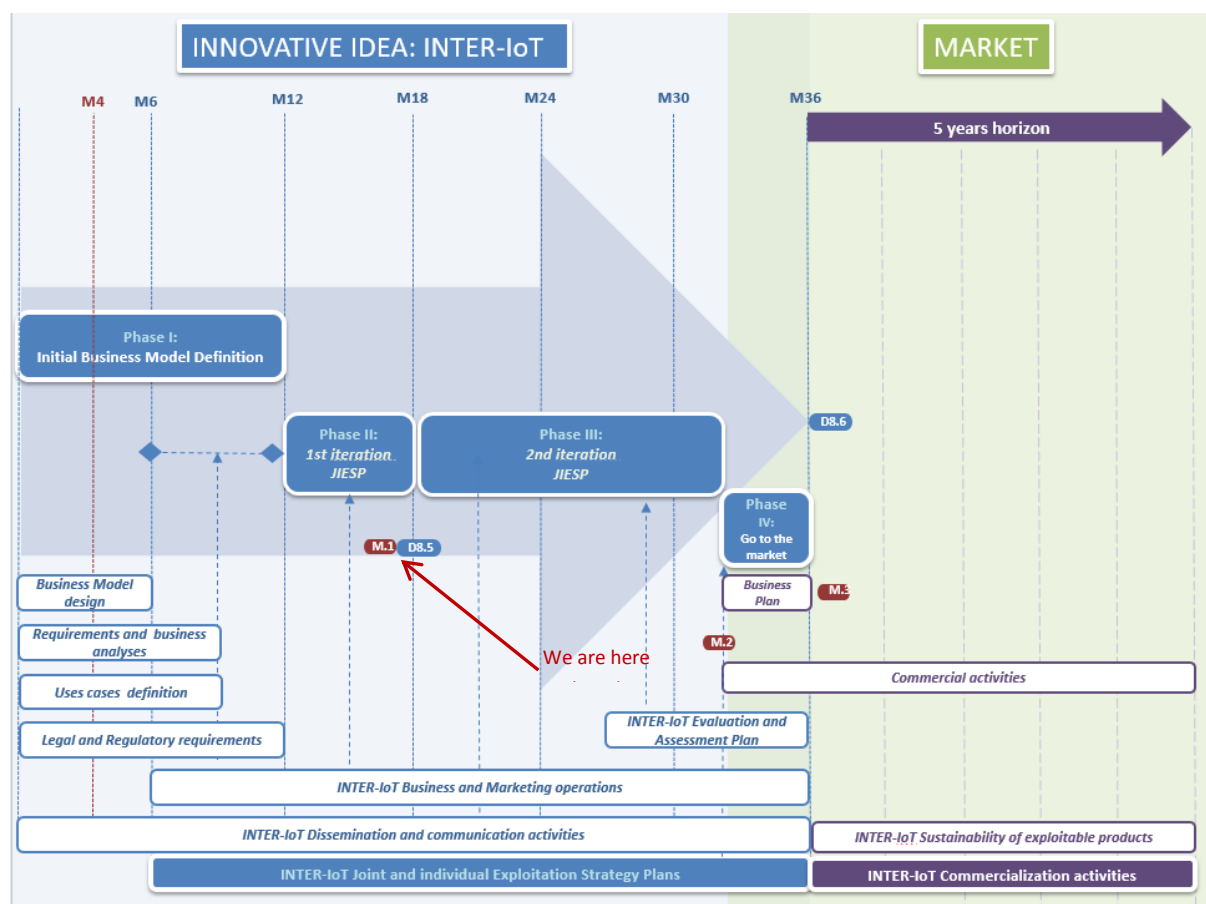 INNOVATIVE IDEA: INTER-IoT
MARKET
M4
M6
M12
M18
M24
M30
M36
5 years horizon
Phase I:
Initial Business Model Definition
Phase II:
1st iteration
JIESP
Phase III:
2nd iteration
JIESP
D8.6
Phase
IV:
Go to the
market
M.1
D8.5
Business Model
design
Business
Plan
M.3
Requirements and business
analyses
M.2
We are here
Commercial activities
Uses cases definition
Legal and Regulatory requirements
INTER-IoT Evaluation and
Assessment Plan
INTER-IoT Business and Marketing operations
INTER-IoT Dissemination and communication activities
INTER-IoT Sustainability of exploitable products
INTER-IoT Joint and individual Exploitation Strategy Plans
INTER-IoT Commercialization activities